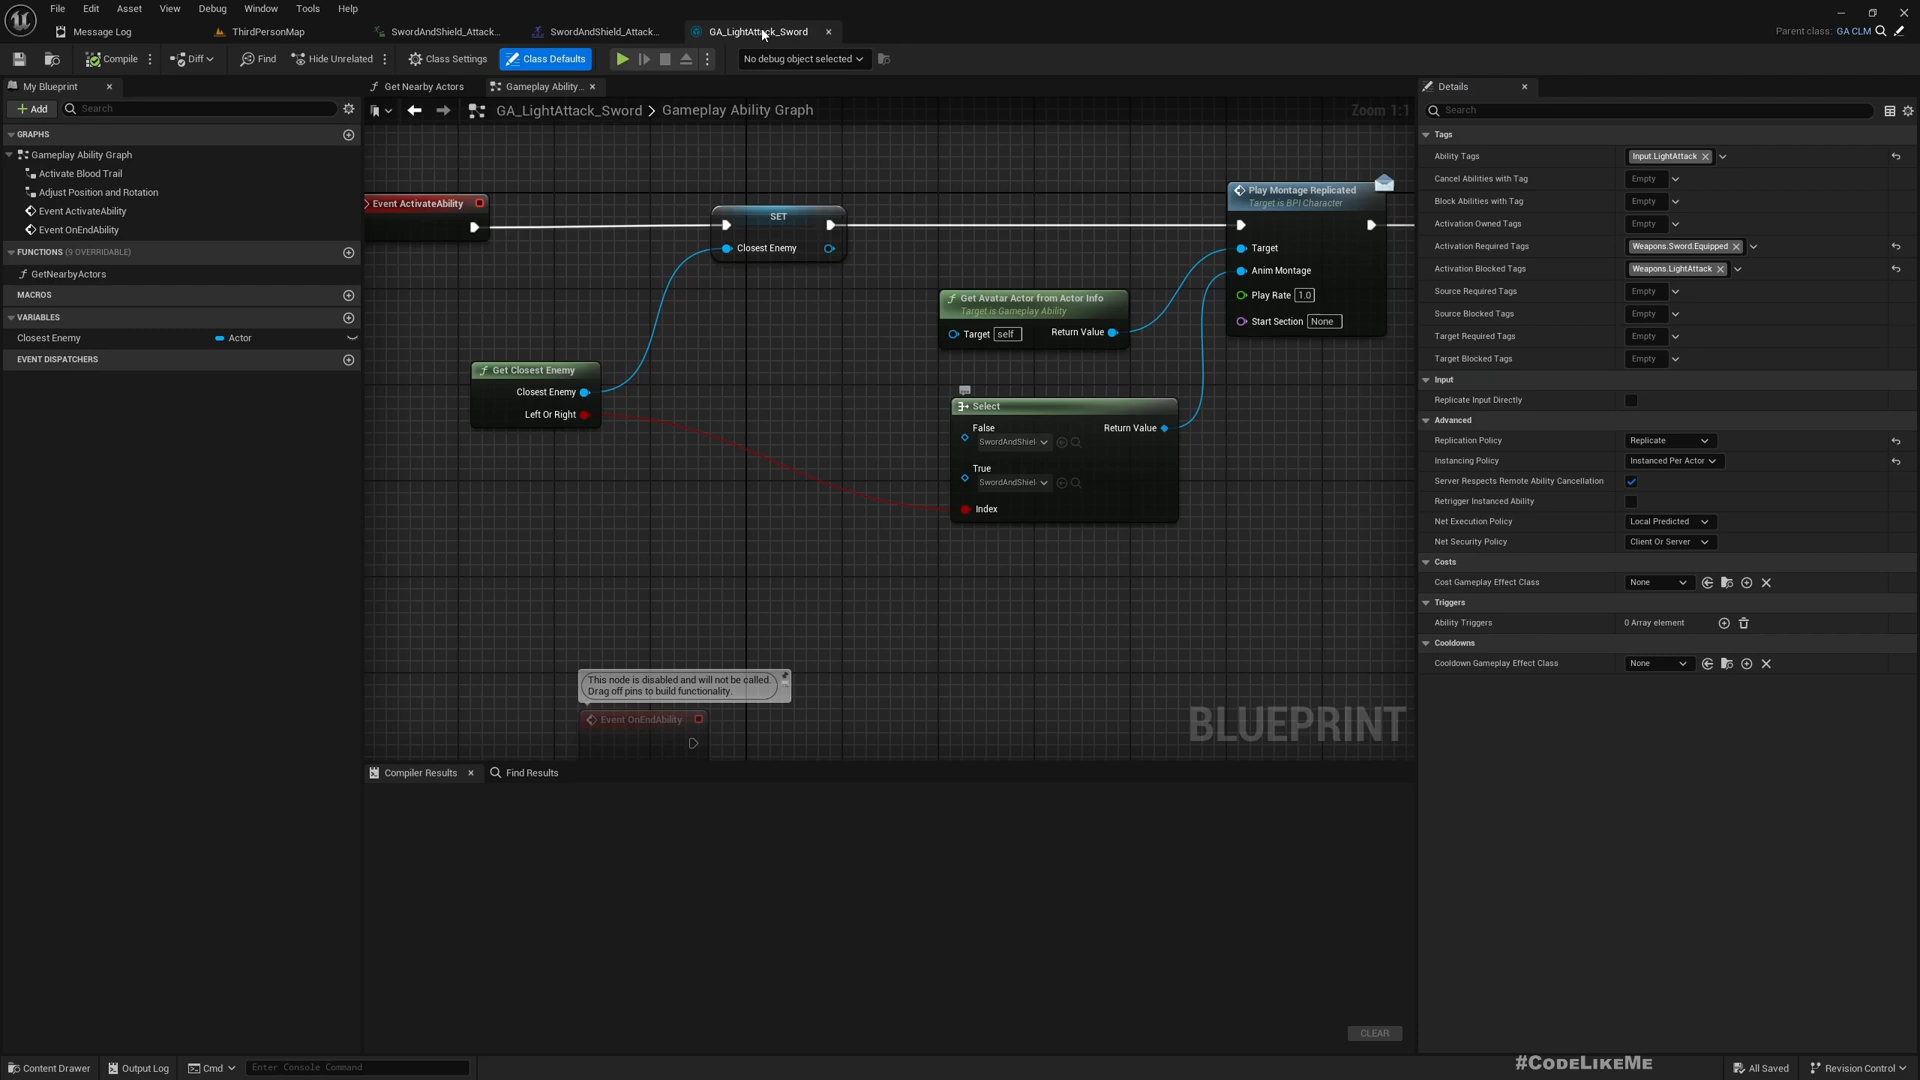 File Edit Asset View Debug Window Tools Help
Message Log ThirdPersonMap SwordAndShield_Attack... SwordAndShield_Attack... GA_LightAttack_Sword
Parent class: GA CLM
Compile Diff Find Hide Unrelated Class Settings Class Defaults No debug object selected
My Blueprint Get Nearby Actors Gameplay Ability... Details
Add Search
GA_LightAttack_Sword > Gameplay Ability Graph Zoom 1:1
Search
GRAPHS
Gameplay Ability Graph
Activate Blood Trail
Adjust Position and Rotation
Event ActivateAbility
Event OnEndAbility
FUNCTIONS (9 OVERRIDABLE)
GetNearbyActors
MACROS
VARIABLES
Closest Enemy Actor
EVENT DISPATCHERS
Event ActivateAbility
SET
Closest Enemy
Play Montage Replicated
Target is BPI Character
Target
Anim Montage
Play Rate 1.0
Start Section None
Get Avatar Actor from Actor Info
Target is Gameplay Ability
Target self Return Value
Get Closest Enemy
Closest Enemy
Left Or Right
Select
False Return Value
SwordAndShiel
True
SwordAndShiel
Index
This node is disabled and will not be called.
Drag off pins to build functionality.
Event OnEndAbility
BLUEPRINT
Compiler Results Find Results
CLEAR
Tags
Ability Tags Input.LightAttack
Cancel Abilities with Tag Empty
Block Abilities with Tag Empty
Activation Owned Tags Empty
Activation Required Tags Weapons.Sword.Equipped
Activation Blocked Tags Weapons.LightAttack
Source Required Tags Empty
Source Blocked Tags Empty
Target Required Tags Empty
Target Blocked Tags Empty
Input
Replicate Input Directly
Advanced
Replication Policy Replicate
Instancing Policy Instanced Per Actor
Server Respects Remote Ability Cancellation
Retrigger Instanced Ability
Net Execution Policy Local Predicted
Net Security Policy Client Or Server
Costs
Cost Gameplay Effect Class None
Triggers
Ability Triggers 0 Array element
Cooldowns
Cooldown Gameplay Effect Class None
Content Drawer Output Log Cmd Enter Console Command #CodeLikeMe All Saved Revision Control